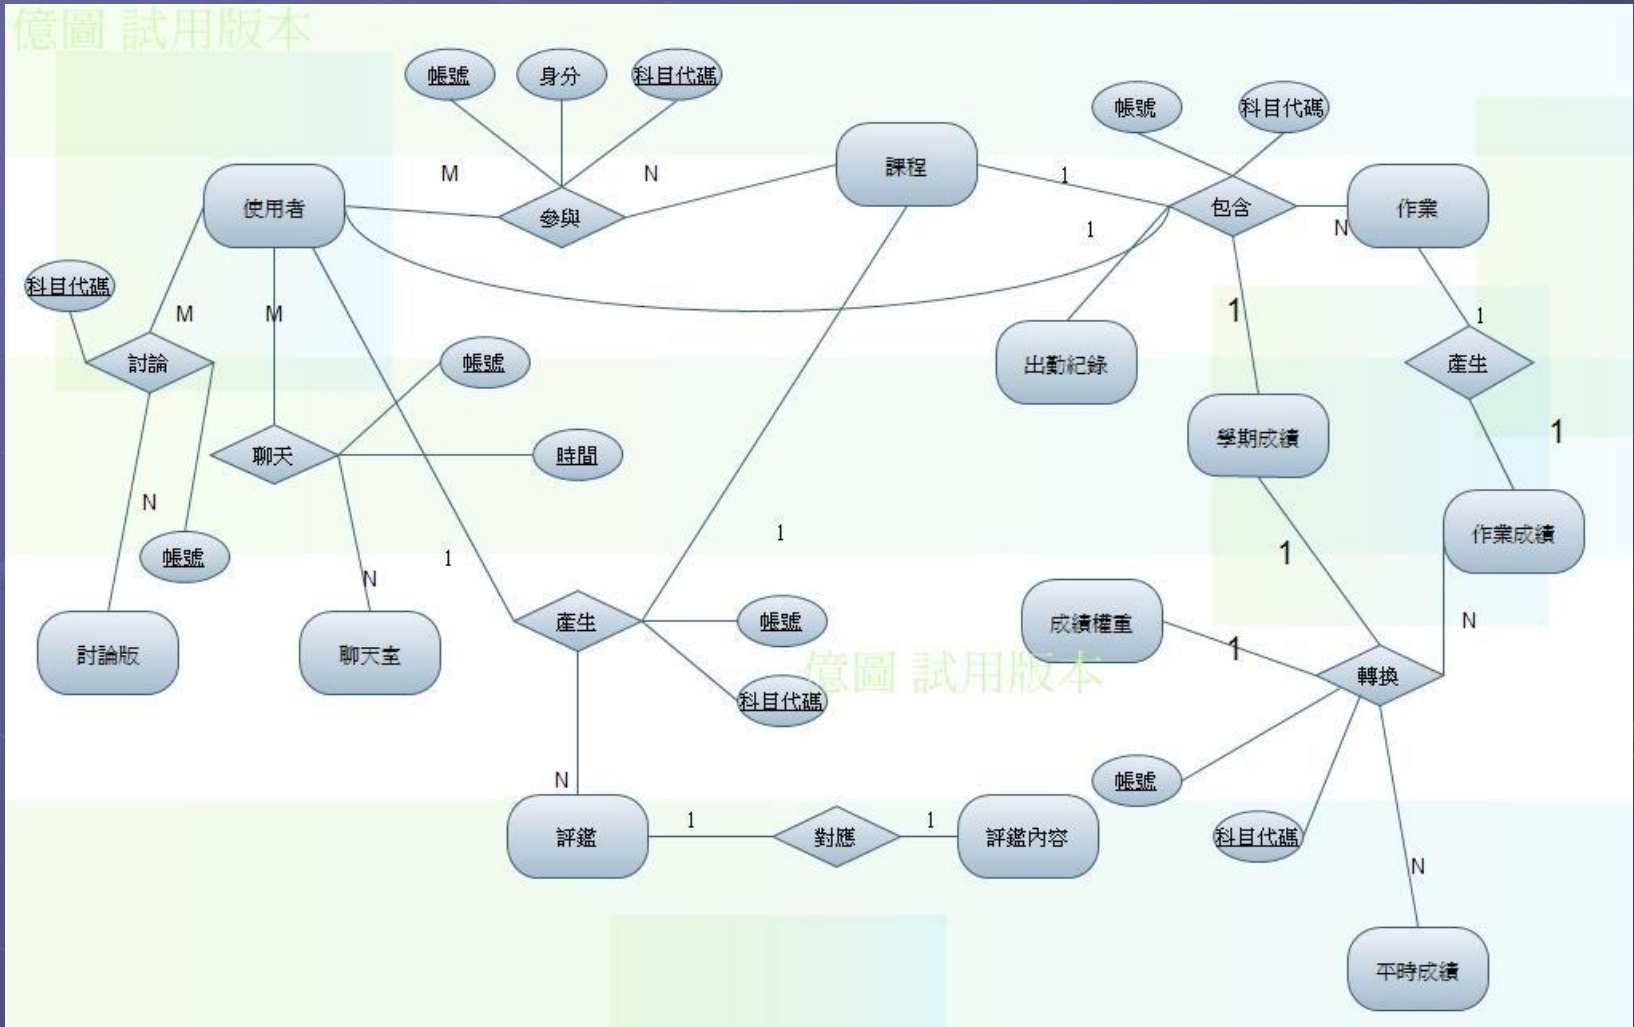 億圖 試用版本
帳號
身分
科目代碼
帳號
科目代碼
M
N
課程
1
使用者
參與
包含
作業
1
N
科目代碼
M
M
1
1
討論
帳號
出勤紀錄
產生
學期成績
1
聊天
時間
N
1
1
1
作業成績
帳號
N
產生
帳號
成績權重
N
討論版
聊天室
1
億圖 試用版本
轉換
科目代碼
N
帳號
評鑑
1
對應
1
評鑑內容
科目代碼
N
平時成績